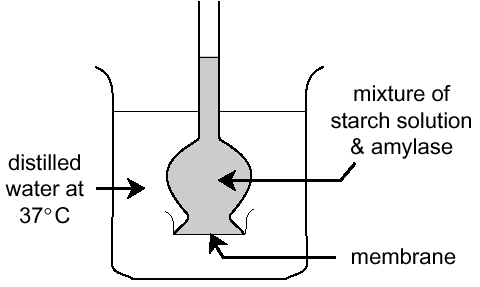 mixture of
starch solution
& amylase
distilled
water at
37°C
membrane